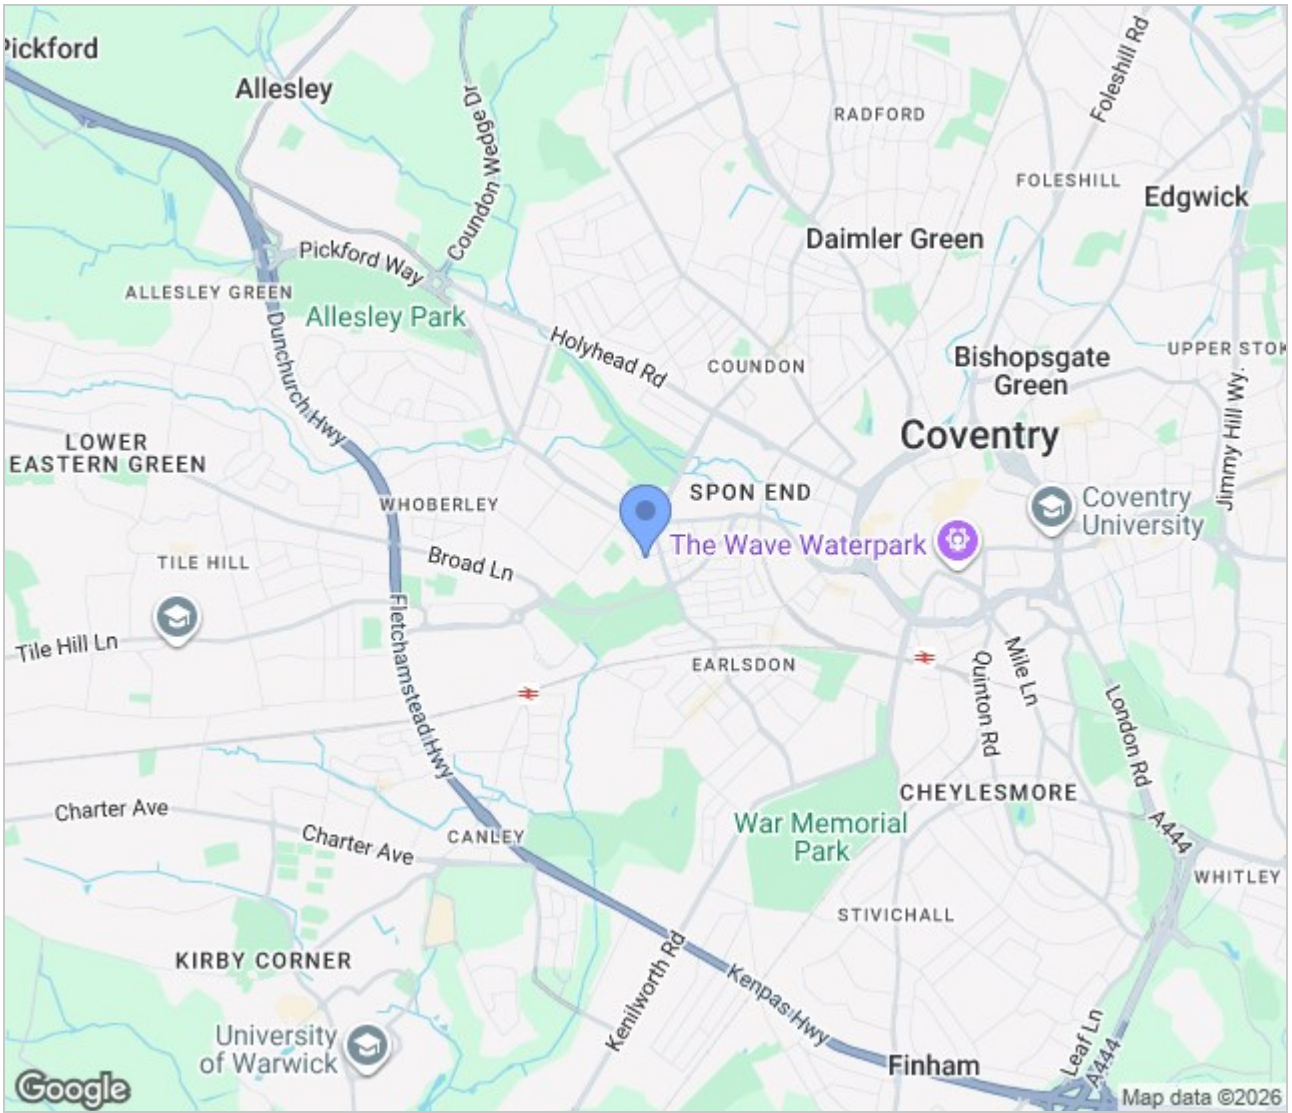 Pickford
Allesley
Coundon Wedge Dr
RADFORD
Foleshill Rd
FOLESHILL
Edgwick
Daimler Green
Pickford Way
ALLESLEY GREEN
Allesley Park
Dunchurch Hwy
Holyhead Rd
COUNDON
Bishopsgate
Green
UPPER STOK
Jimmy Hill Wy.
Coventry
LOWER
EASTERN GREEN
WHOBERLEY
SPON END
Coventry
University
The Wave Waterpark
Broad Ln
TILE HILL
Tile Hill Ln
Fletchamstead Hwy
EARLSDON
Mile Ln
Quinton Rd
London Rd
CHEYLESMORE
Charter Ave
Charter Ave
CANLEY
War Memorial
Park
A444
WHITLEY
STIVICHALL
KIRBY CORNER
Kenilworth Rd
Kenpas Hwy
University
of Warwick
Finham
Leaf Ln
A444
Google
Map data ©2026